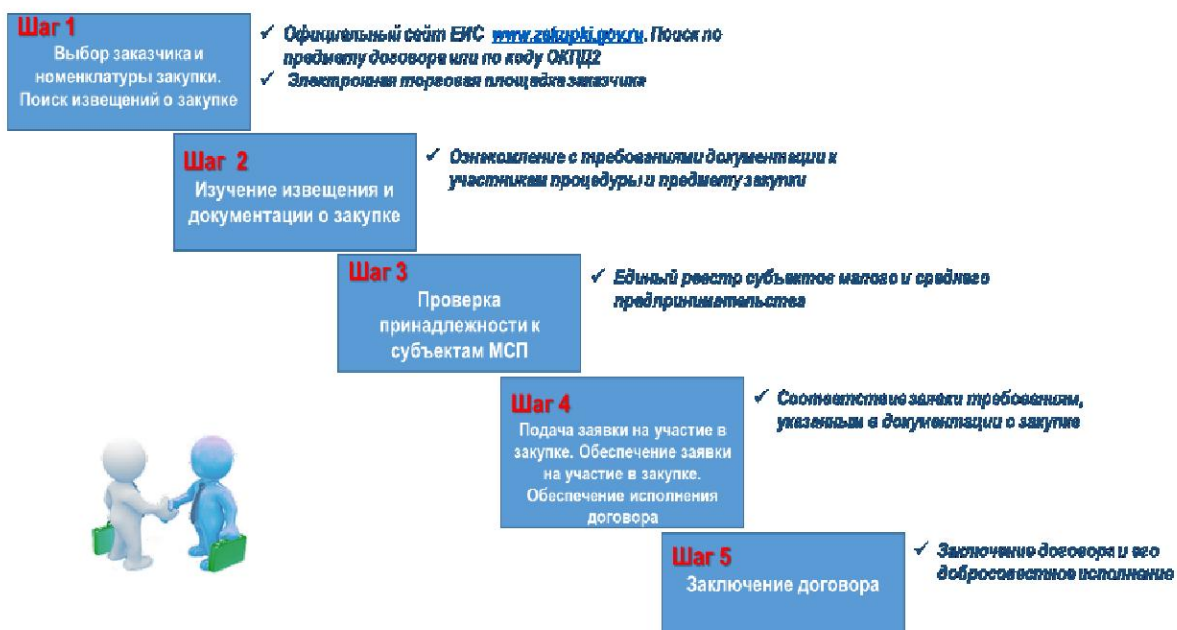 Шаг 1
Выбор заказчика и
номенклатуры закупки.
Поиск извещений о закупке
✓ Официальный сайт ЕИС www.zakupki.gov.ru. Поиск по
предмету договора или по коду ОКПД2
✓ Электронная торговая площадка заказчика
Шаг 2
Изучение извещения и
документации о закупке
✓ Ознакомление с требованиями документации к
участникам процедуры и предмету закупки
Шаг 3
Проверка
принадлежности к
субъектам МСП
✓ Единый реестр субъектов малого и среднего
предпринимательства
Шаг 4
Подача заявки на участие в
закупке. Обеспечение заявки
на участие в закупке.
Обеспечение исполнения
договора
✓ Соответствие заявки требованиям,
указанным в документации о закупке
Шаг 5
Заключение договора
✓ Заключение договора и его
добросовестное исполнение